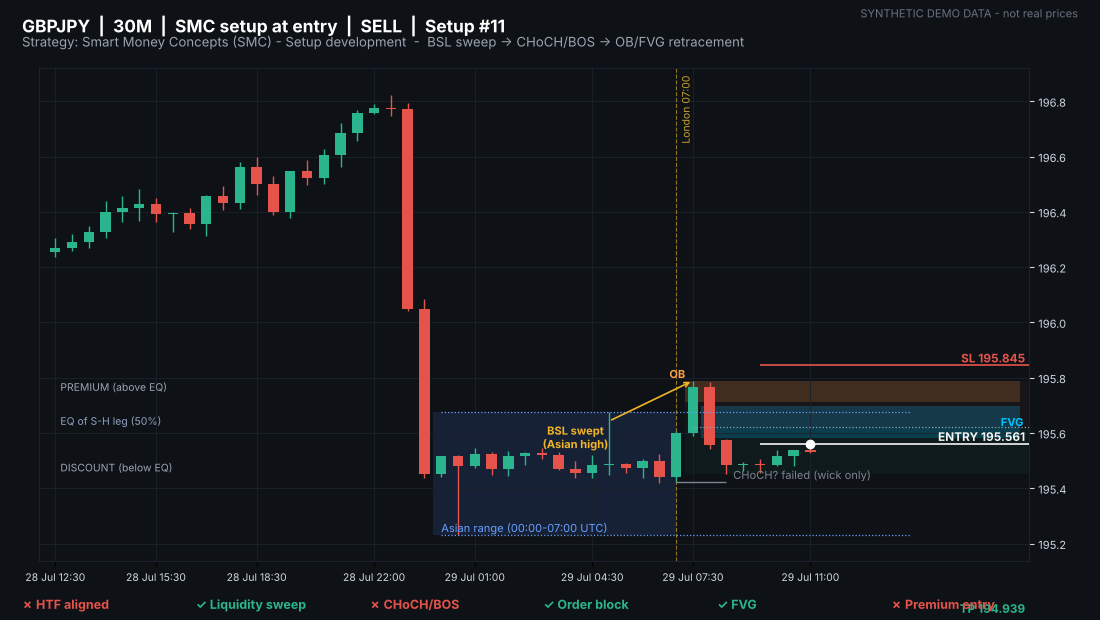 SYNTHETIC DEMO DATA - not real prices
GBPJPY | 30M | SMC setup at entry | SELL | Setup #11
Strategy: Smart Money Concepts (SMC) - Setup development - BSL sweep → CHoCH/BOS → OB/FVG retracement
London 07:00
196.8
196.6
196.4
196.2
196.0
195.8
195.6
195.4
195.2
SL 195.845
OB
PREMIUM (above EQ)
EQ of S-H leg (50%)
FVG
BSL swept
(Asian high)
ENTRY 195.561
DISCOUNT (below EQ)
CHoCH? failed (wick only)
Asian range (00:00-07:00 UTC)
28 Jul 12:30
28 Jul 15:30
28 Jul 18:30
28 Jul 22:00
29 Jul 01:00
29 Jul 04:30
29 Jul 07:30
29 Jul 11:00
× HTF aligned
✓ Liquidity sweep
× CHoCH/BOS
✓ Order block
✓ FVG
× Premium entry
TP 194.939